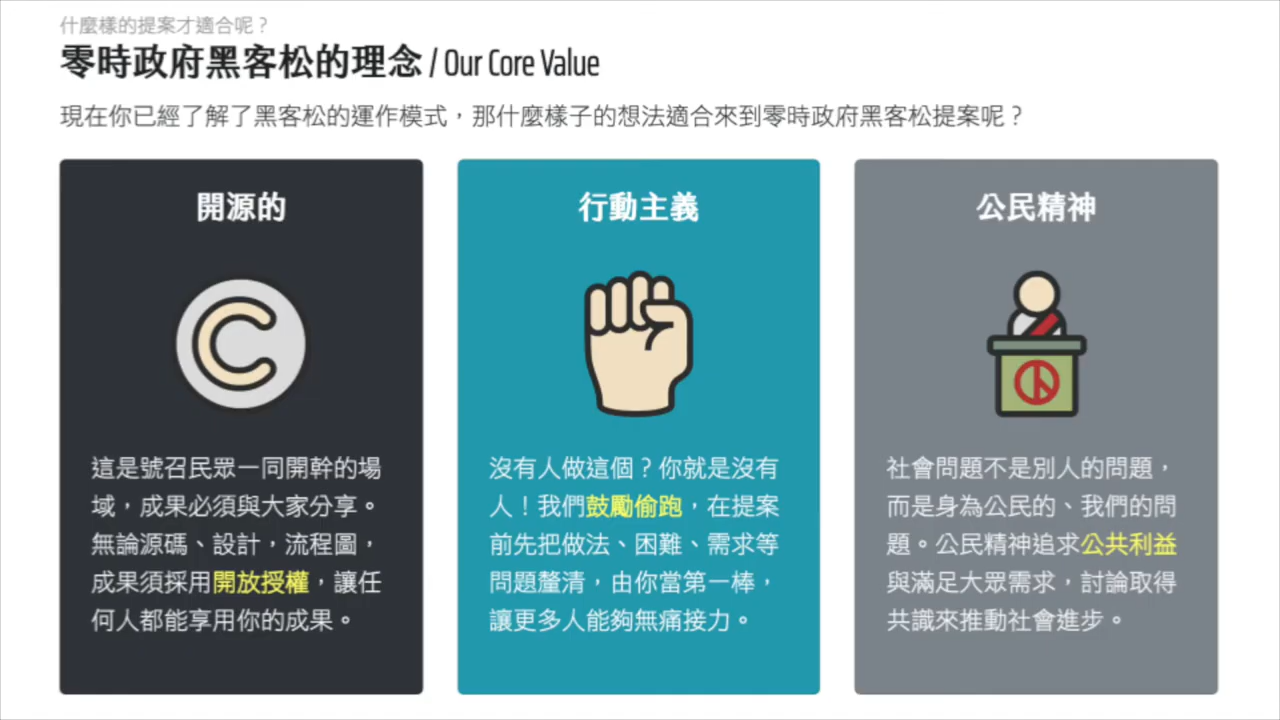 什麼樣的提案才適合呢？
零時政府黑客松的理念 / Our Core Value
現在你已經了解了黑客松的運作模式，那什麼樣子的想法適合來到零時政府黑客松提案呢？
開源的
這是號召民眾一同開幹的場
域，成果必須與大家分享。
無論源碼、設計，流程圖，
成果須採用開放授權，讓任
何人都能享用你的成果。
行動主義
沒有人做這個？你就是沒有
人！我們鼓勵偷跑，在提案
前先把做法、困難、需求等
問題釐清，由你當第一棒，
讓更多人能夠無痛接力。
公民精神
社會問題不是別人的問題，
而是身為公民的、我們的問
題。公民精神追求公共利益
與滿足大眾需求，討論取得
共識來推動社會進步。